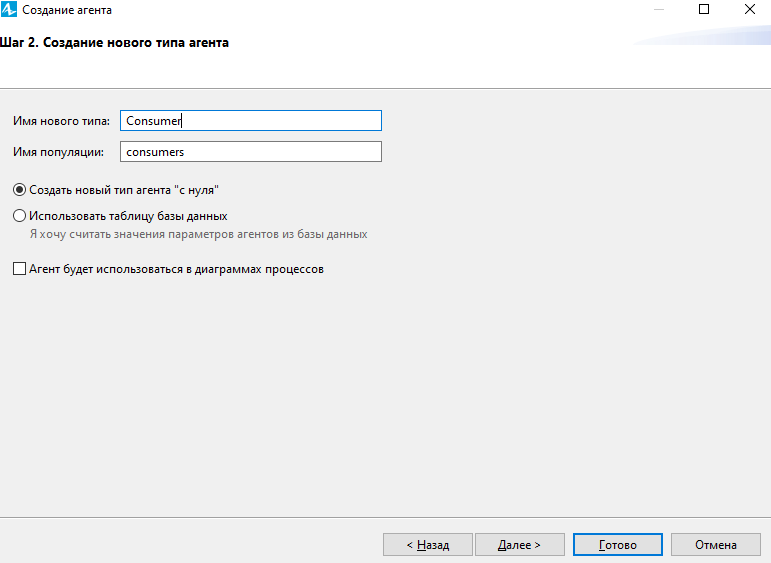 Создание агента
Шаг 2. Создание нового типа агента
Имя нового типа: Consumer
Имя популяции: consumers
Создать новый тип агента "с нуля"
Использовать таблицу базы данных
Я хочу считать значения параметров агентов из базы данных
Агент будет использоваться в диаграммах процессов
< Назад Далее > Готово Отмена